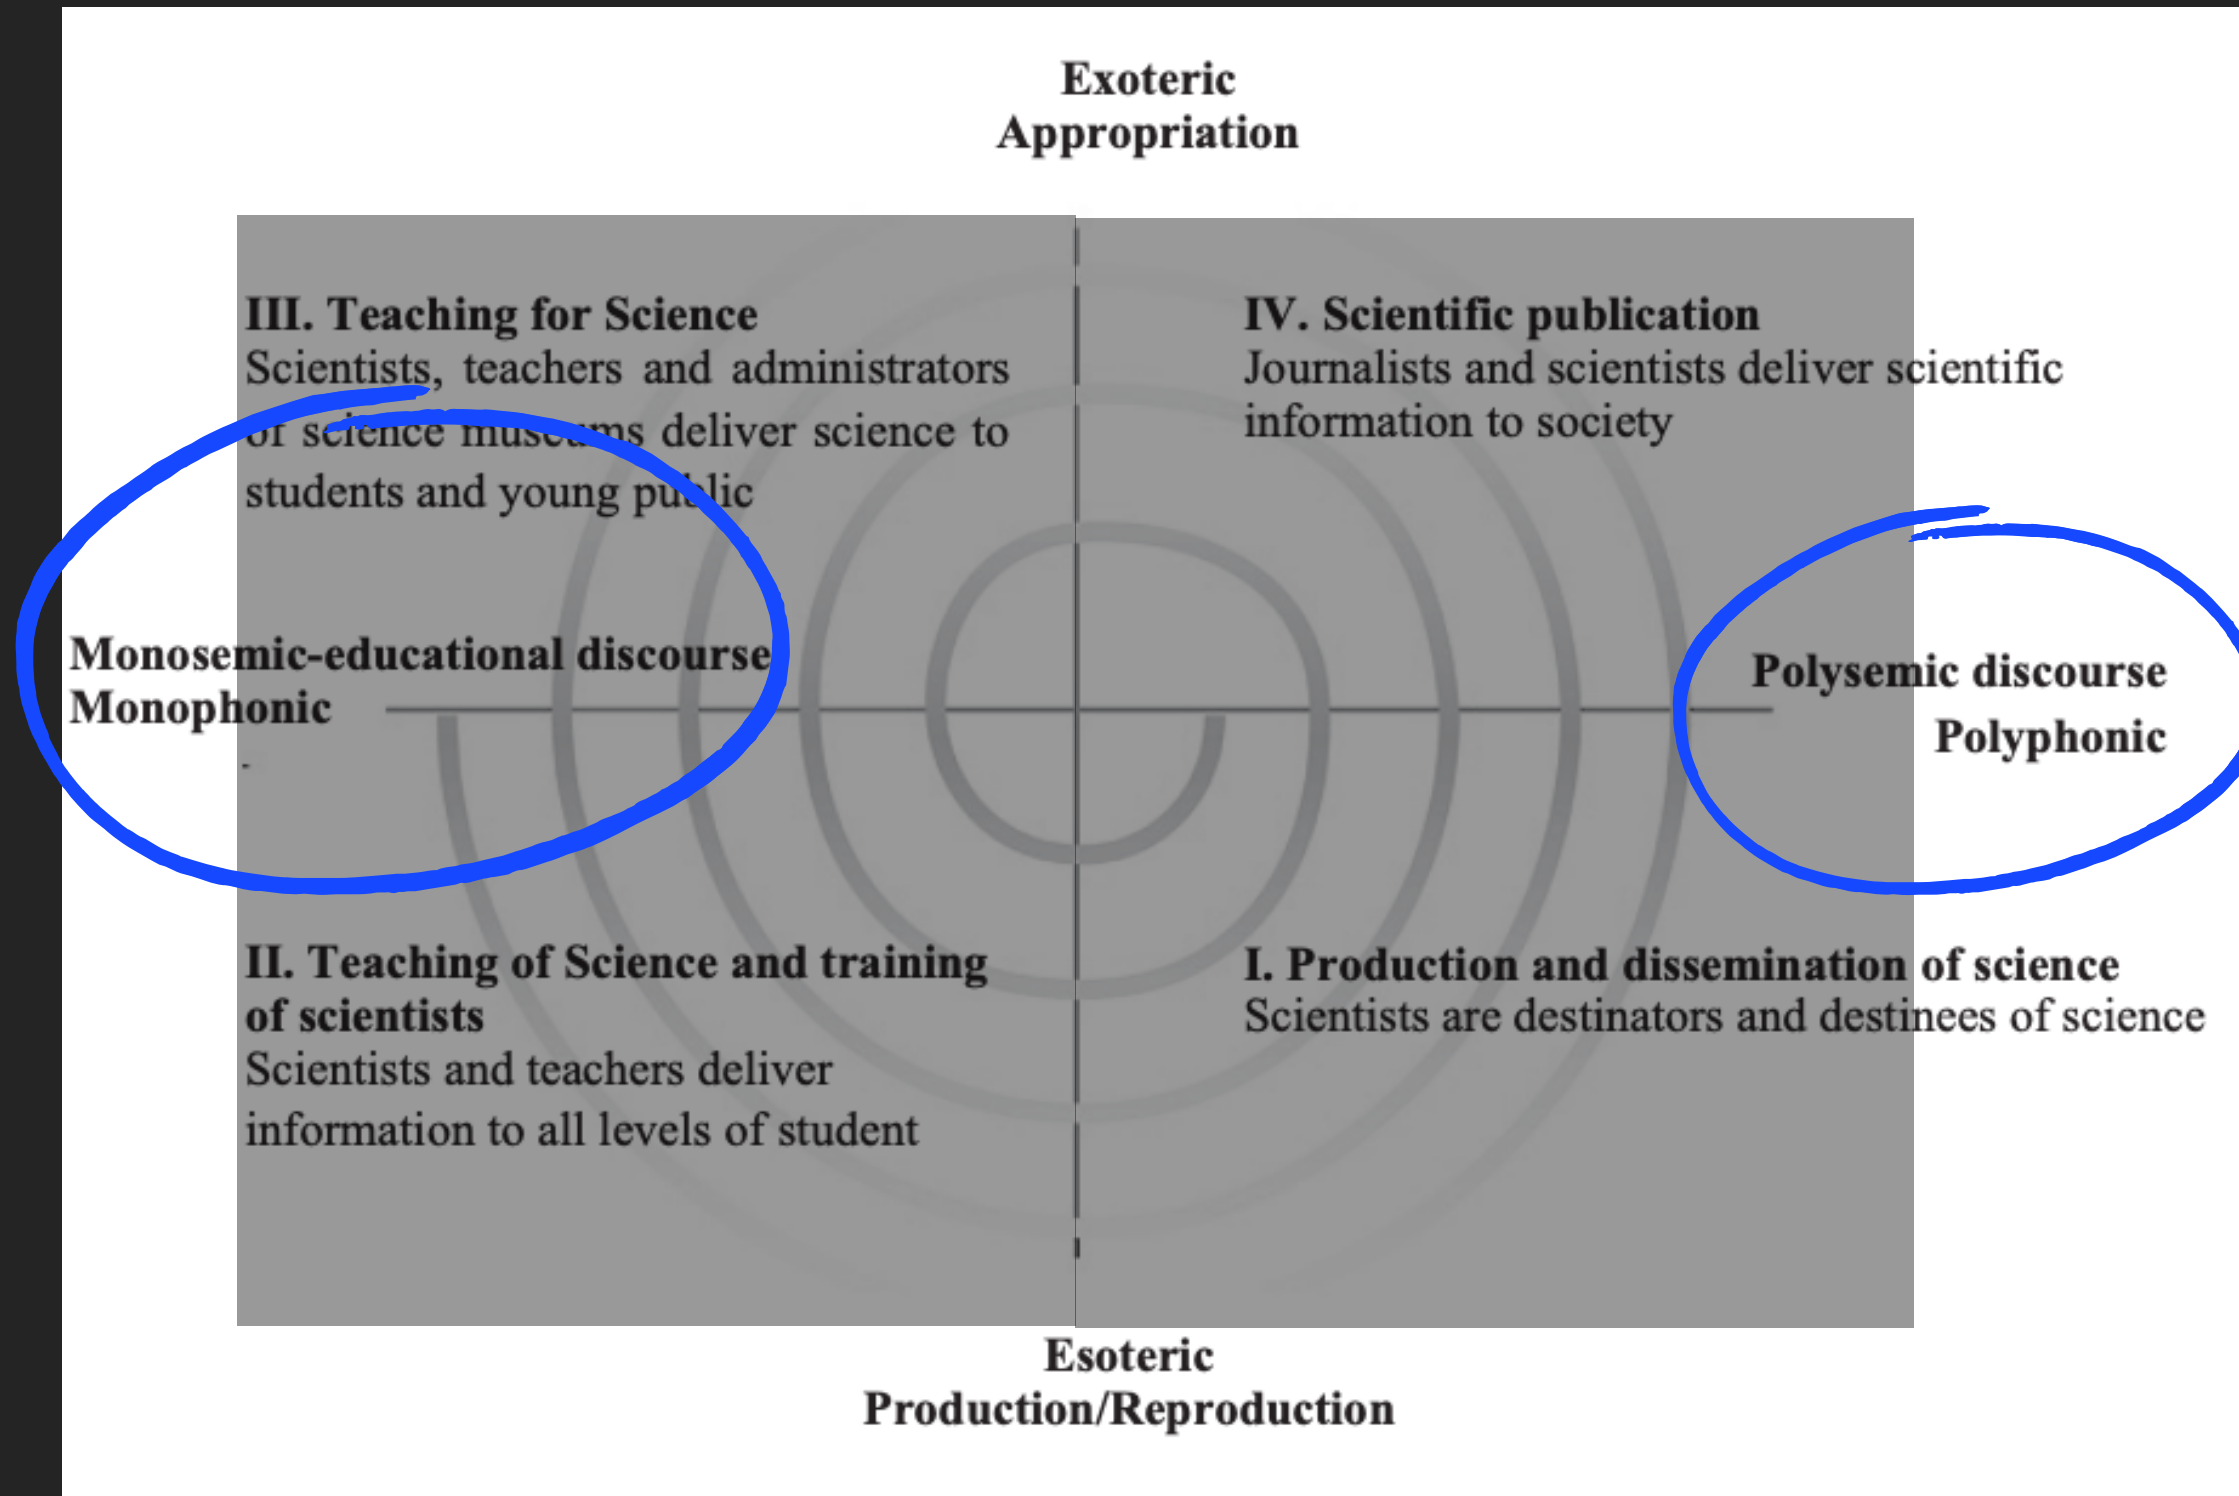 Exoteric
Appropriation
III. Teaching for Science
Scientists, teachers and administrators
of science museums deliver science to
students and young public
IV. Scientific publication
Journalists and scientists deliver scientific
information to society
Monosemic-educational discourse
Monophonic
Polysemic discourse
Polyphonic
II. Teaching of Science and training
of scientists
Scientists and teachers deliver
information to all levels of student
I. Production and dissemination of science
Scientists are destinators and destinees of science
Esoteric
Production/Reproduction